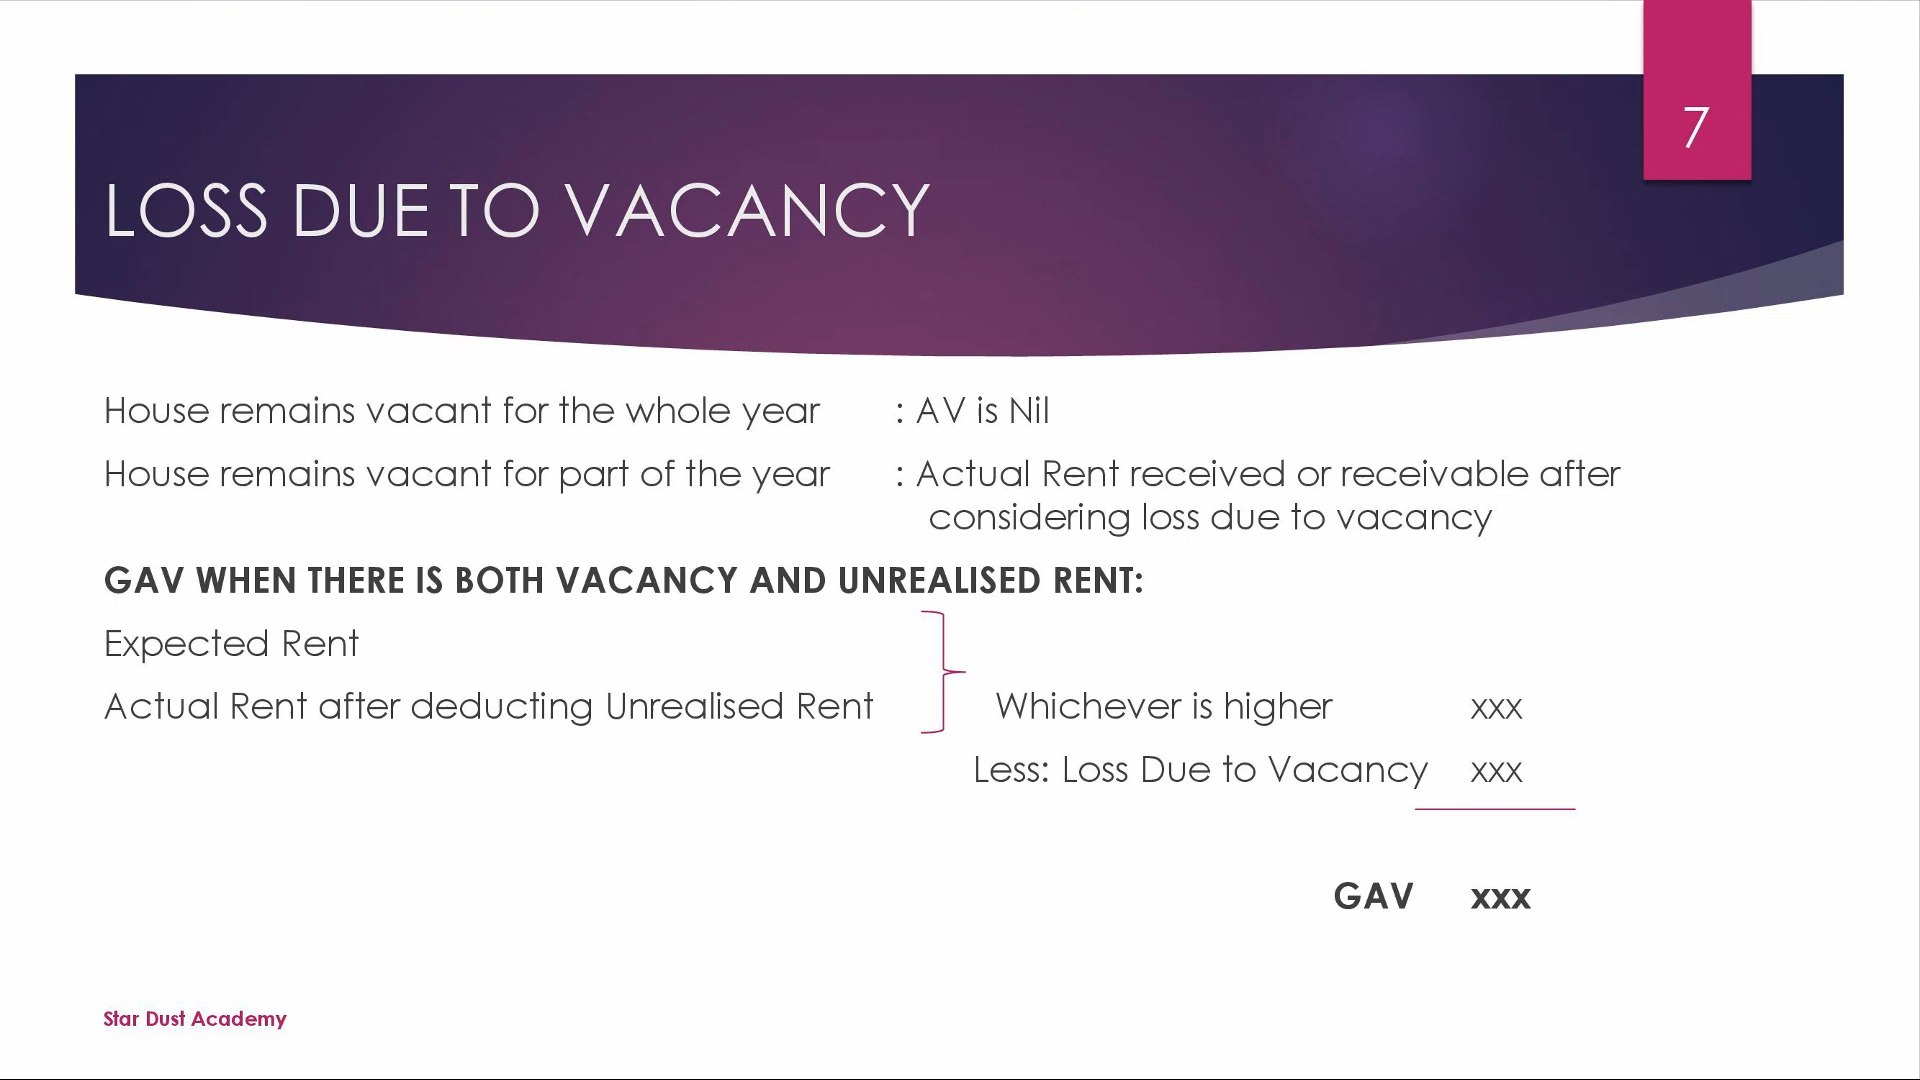 7
LOSS DUE TO VACANCY
House remains vacant for the whole year : AV is Nil
House remains vacant for part of the year : Actual Rent received or receivable after
considering loss due to vacancy
GAV WHEN THERE IS BOTH VACANCY AND UNREALISED RENT:
Expected Rent
Actual Rent after deducting Unrealised Rent Whichever is higher xxx
Less: Loss Due to Vacancy xxx
GAV xxx
Star Dust Academy